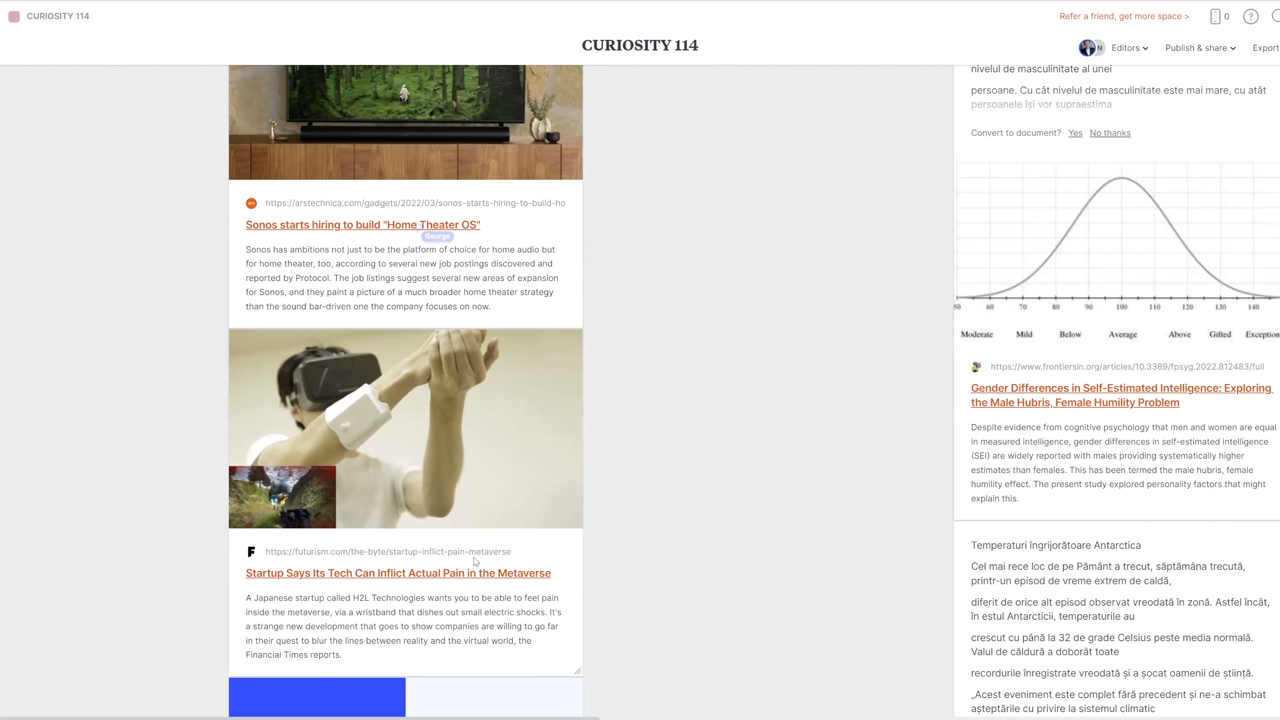 CURIOSITY 114
Refer a friend, get more space >
0
?
CURIOSITY 114
N
Editors
Publish & share
Export
https://arstechnica.com/gadgets/2022/03/sonos-starts-hiring-to-build-ho
Sonos starts hiring to build "Home Theater OS"
George
Sonos has ambitions not just to be the platform of choice for home audio but
for home theater, too, according to several new job postings discovered and
reported by Protocol. The job listings suggest several new areas of expansion
for Sonos, and they paint a picture of a much broader home theater strategy
than the sound bar-driven one the company focuses on now.
F
https://futurism.com/the-byte/startup-inflict-pain-metaverse
Startup Says Its Tech Can Inflict Actual Pain in the Metaverse
A Japanese startup called H2L Technologies wants you to be able to feel pain
inside the metaverse, via a wristband that dishes out small electric shocks. It's
a strange new development that goes to show companies are willing to go far
in their quest to blur the lines between reality and the virtual world, the
Financial Times reports.
nivelul de masculinitate al unei
persoane. Cu cât nivelul de masculinitate este mai mare, cu atât
persoanele își vor supraestima
Convert to document? Yes No thanks
50 60 70 80 90 100 110 120 130 140
Moderate Mild Below Average Above Gifted Exception
https://www.frontiersin.org/articles/10.3389/fpsyg.2022.812483/full
Gender Differences in Self-Estimated Intelligence: Exploring
the Male Hubris, Female Humility Problem
Despite evidence from cognitive psychology that men and women are equal
in measured intelligence, gender differences in self-estimated intelligence
(SEI) are widely reported with males providing systematically higher
estimates than females. This has been termed the male hubris, female
humility effect. The present study explored personality factors that might
explain this.
Temperaturi îngrijorătoare Antarctica
Cel mai rece loc de pe Pământ a trecut, săptămâna trecută,
printr-un episod de vreme extrem de caldă,
diferit de orice alt episod observat vreodată în zonă. Astfel încât,
în estul Antarcticii, temperaturile au
crescut cu până la 32 de grade Celsius peste media normală.
Valul de căldură a doborât toate
recordurile înregistrate vreodată și a șocat oamenii de știință.
„Acest eveniment este complet fără precedent și ne-a schimbat
așteptările cu privire la sistemul climatic